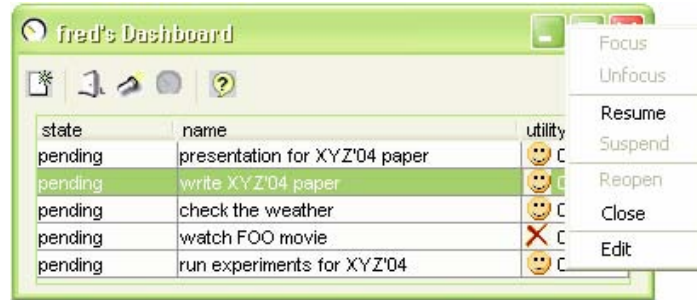 fred's Dashboard
Focus
Unfocus
Resume
Suspend
Reopen
Close
Edit
state name utility
pending presentation for XYZ'04 paper
pending write XYZ'04 paper
pending check the weather
pending watch FOO movie
pending run experiments for XYZ'04